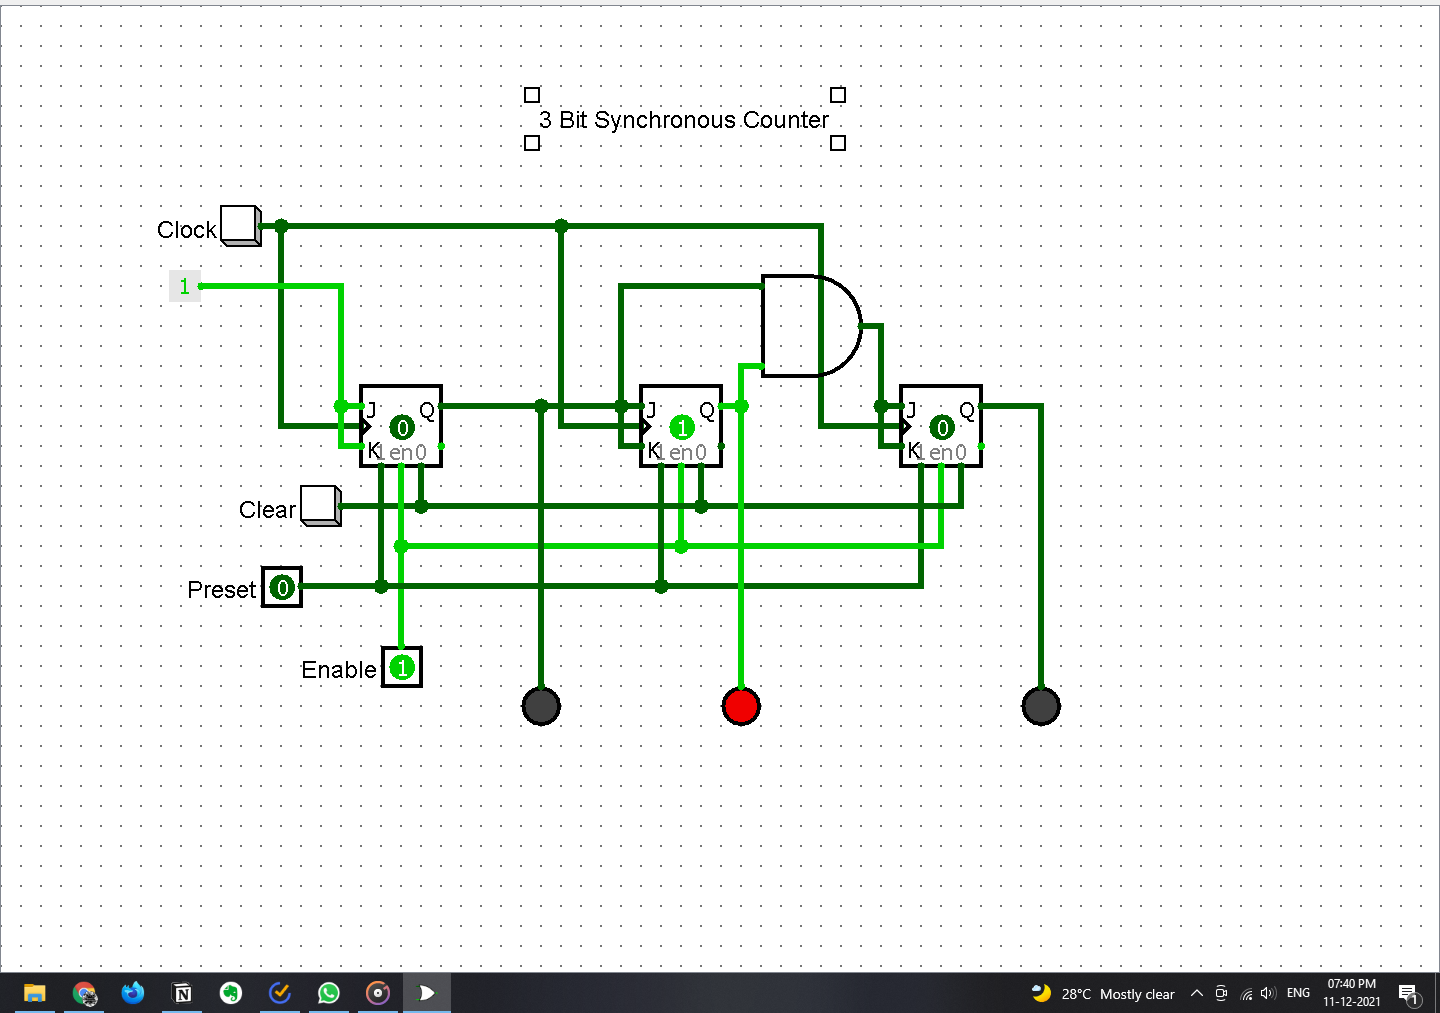 3 Bit Synchronous Counter
Clock
1
J Q
0
K 1 en 0
J Q
1
K 1 en 0
J Q
0
K 1 en 0
Clear
Preset 0
Enable 1
28°C Mostly clear
ENG
07:40 PM
11-12-2021
1